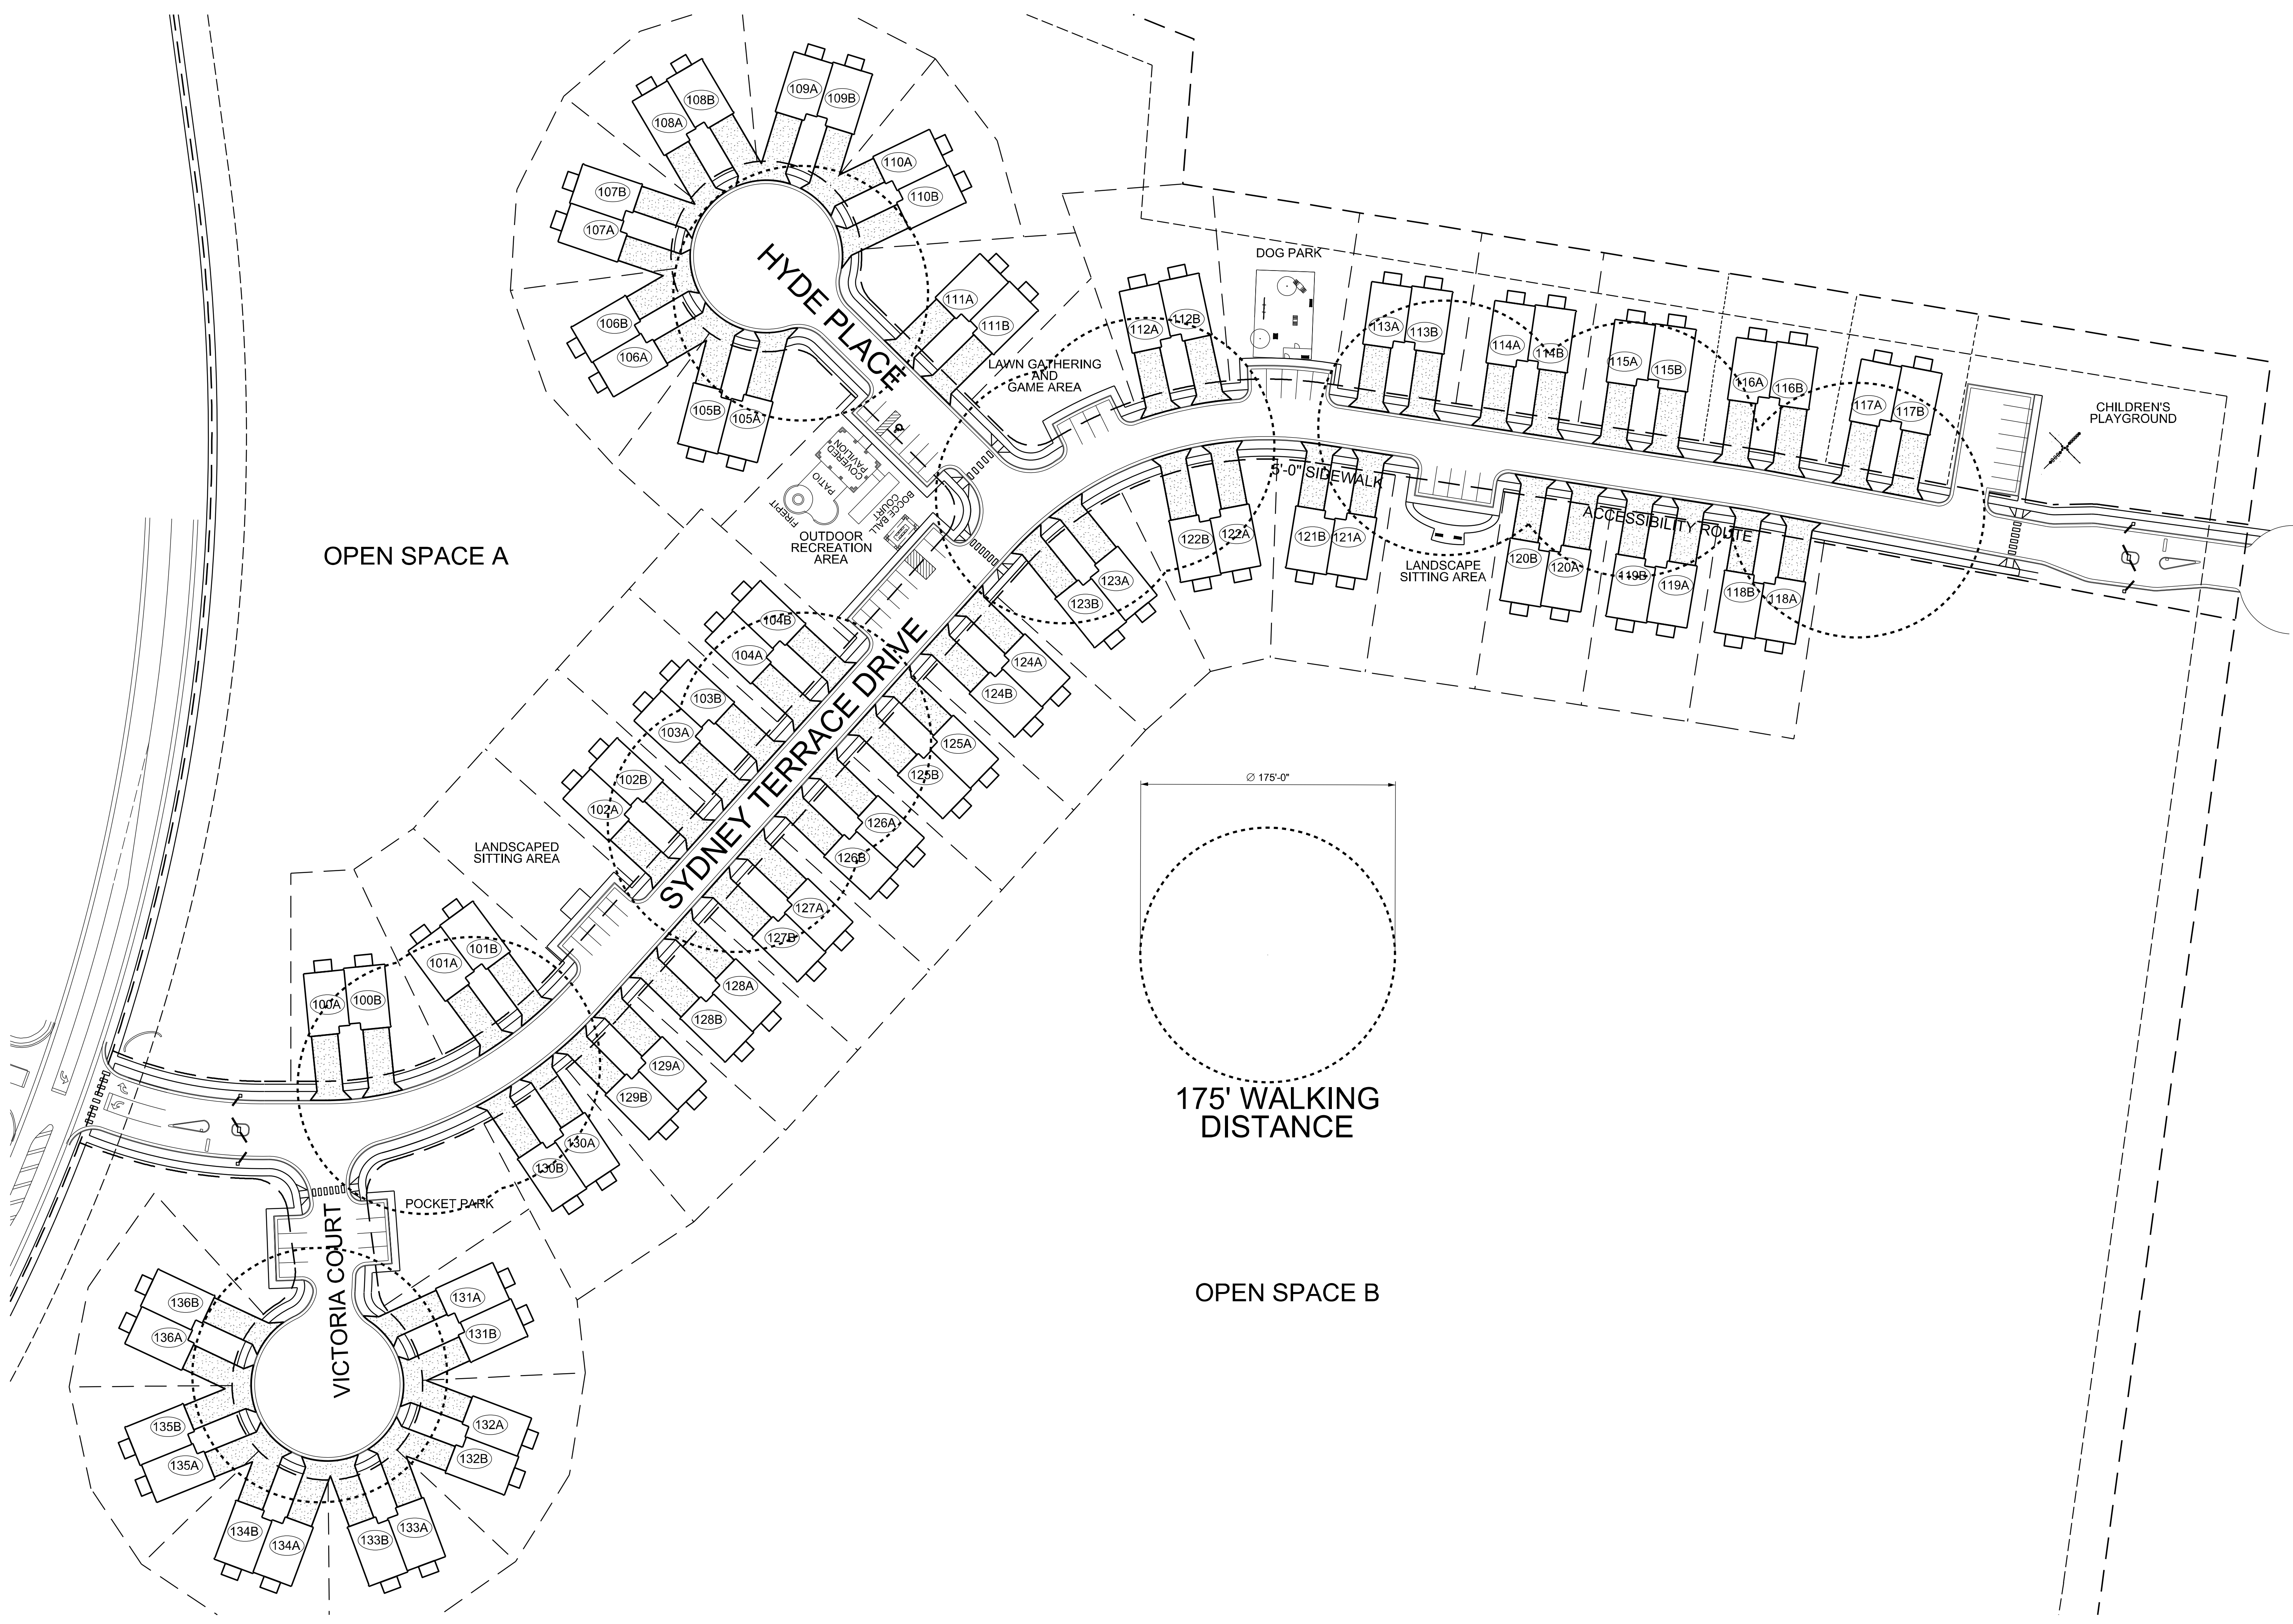 109A
109B
108B
108A
110A
110B
107B
107A
HYDE PLACE
106B
106A
111A
111B
105B
105A
LAWN GATHERING
AND
GAME AREA
112A
112B
DOG PARK
113A
113B
114A
114B
115A
115B
116A
116B
117A
117B
CHILDREN'S
PLAYGROUND
COVERED
PAVILION
PATIO
FIREPIT
BOCCE BALL
COURT
OUTDOOR
RECREATION
AREA
5'-0" SIDEWALK
ACCESSIBILITY ROUTE
LANDSCAPE
SITTING AREA
123A
123B
122B
122A
121B
121A
120B
120A
119B
119A
118B
118A
OPEN SPACE A
104B
104A
103B
103A
102B
102A
SYDNEY TERRACE DRIVE
124A
124B
125A
125B
126A
126B
127A
127B
128A
128B
129A
129B
130A
130B
LANDSCAPED
SITTING AREA
101B
101A
100A
100B
Ø 175'-0"
175' WALKING
DISTANCE
POCKET PARK
VICTORIA COURT
136B
136A
131A
131B
135B
135A
132A
132B
134B
134A
133B
133A
OPEN SPACE B